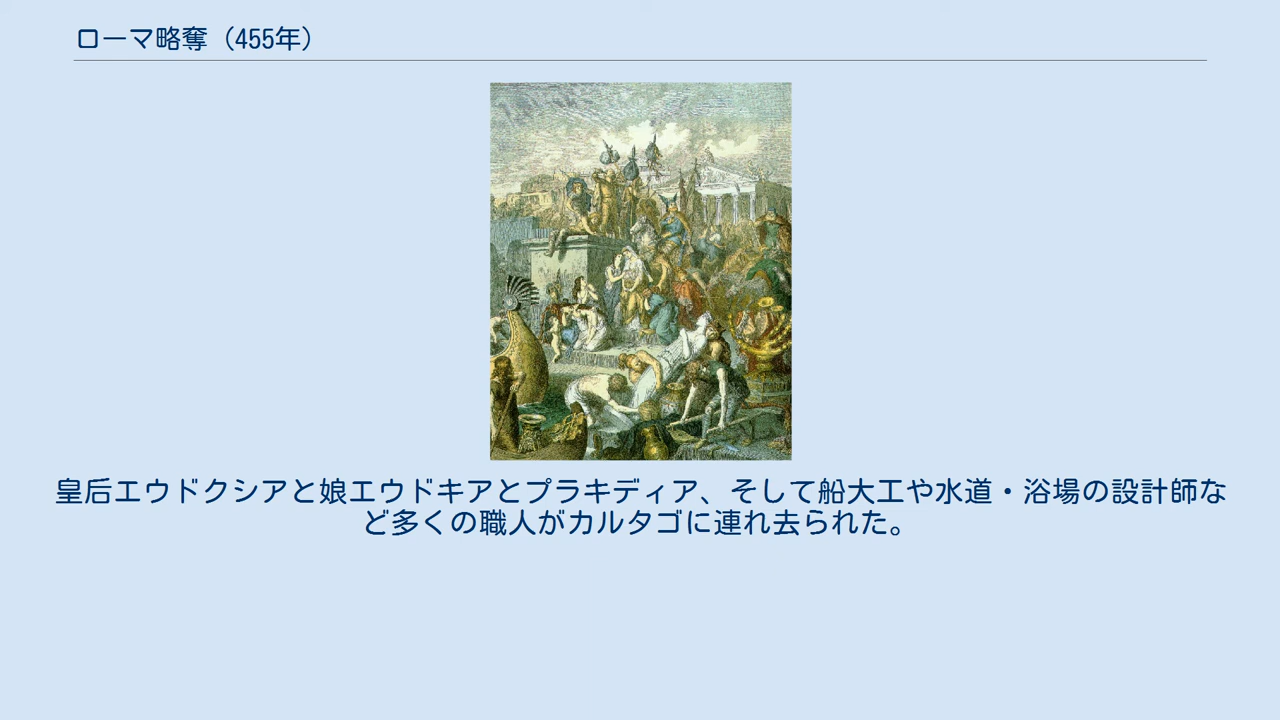 ローマ略奪（455年）
皇后エウドクシアと娘エウドキアとプラキディア、そして船大工や水道・浴場の設計師な
ど多くの職人がカルタゴに連れ去られた。